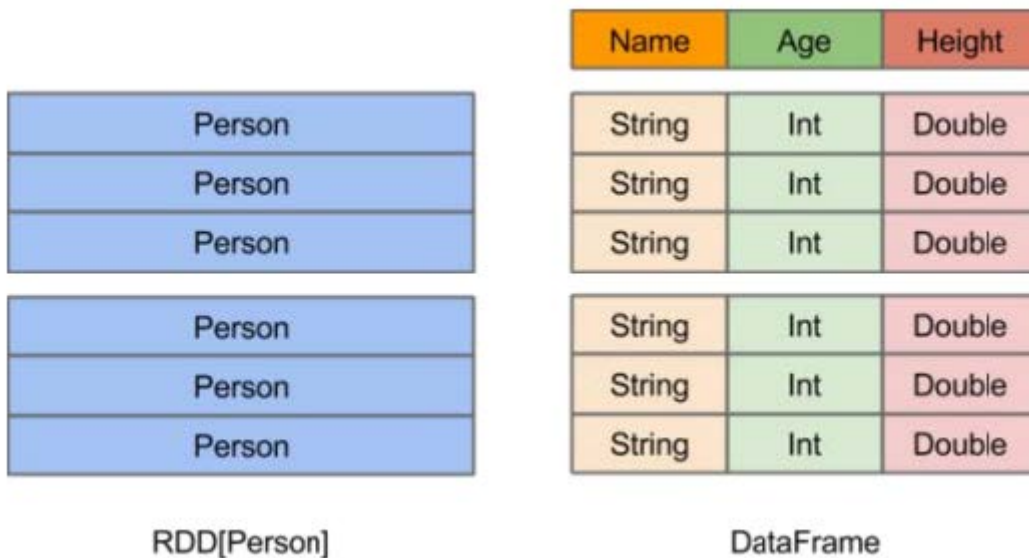 Name Age Height
Person String Int Double
Person String Int Double
Person String Int Double
Person String Int Double
Person String Int Double
Person String Int Double
RDD[Person] DataFrame